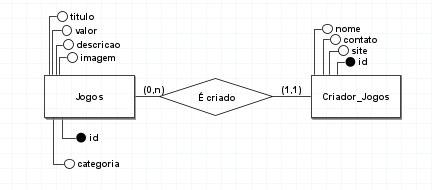 titulo
valor
descricao
imagem
nome
contato
site
id
Jogos
(0,n)
É criado
(1,1)
Criador_Jogos
id
categoria